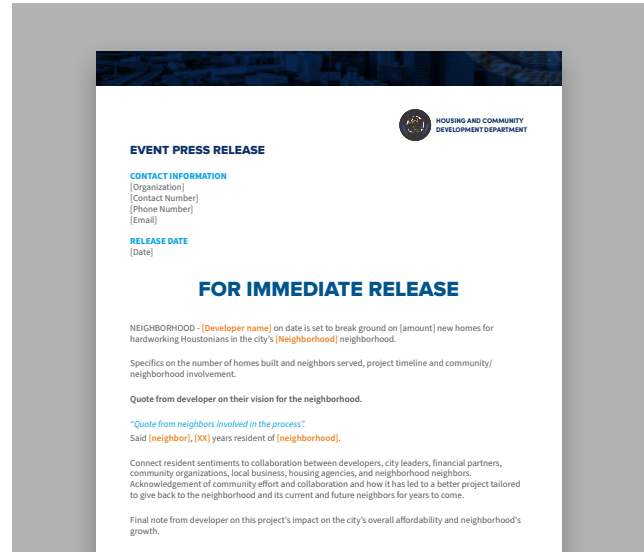 HOUSING AND COMMUNITY
DEVELOPMENT DEPARTMENT
EVENT PRESS RELEASE
CONTACT INFORMATION
[Organization]
[Contact Number]
[Phone Number]
[Email]
RELEASE DATE
[Date]
FOR IMMEDIATE RELEASE
NEIGHBORHOOD - [Developer name] on date is set to break ground on [amount] new homes for
hardworking Houstonians in the city's [Neighborhood] neighborhood.
Specifics on the number of homes built and neighbors served, project timeline and community/
neighborhood involvement.
Quote from developer on their vision for the neighborhood.
"Quote from neighbors involved in the process".
Said [neighbor], [XX] years resident of [neighborhood].
Connect resident sentiments to collaboration between developers, city leaders, financial partners,
community organizations, local business, housing agencies, and neighborhood neighbors.
Acknowledgement of community effort and collaboration and how it has led to a better project tailored
to give back to the neighborhood and its current and future neighbors for years to come.
Final note from developer on this project's impact on the city's overall affordability and neighborhood's
growth.